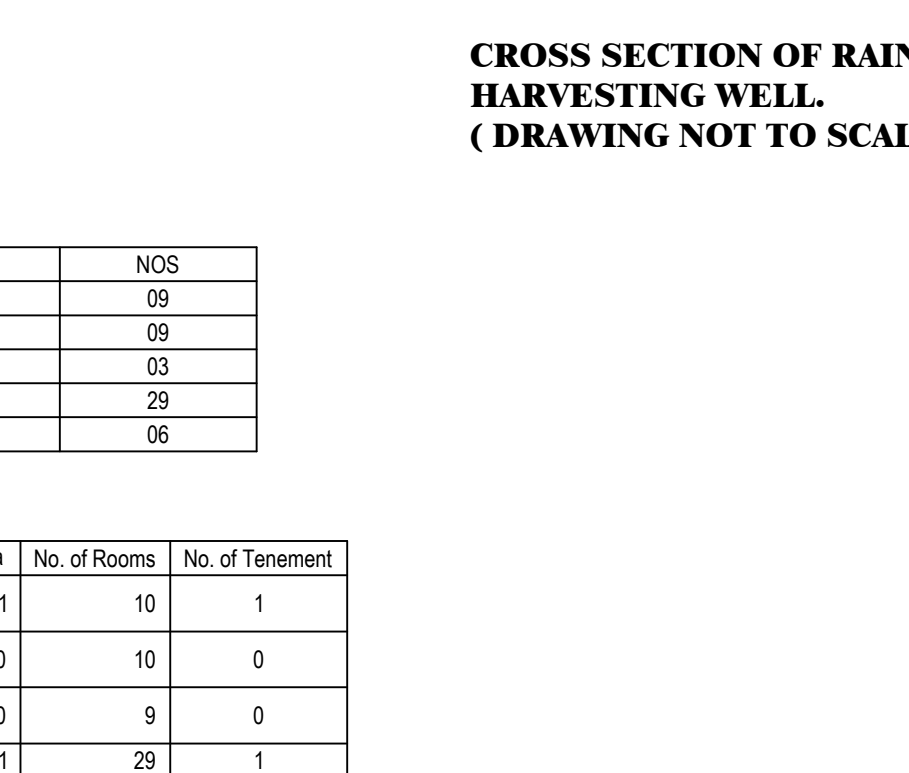 CROSS SECTION OF RAIN
HARVESTING WELL.
( DRAWING NOT TO SCAL
NOS
09
09
03
29
06
No. of Rooms No. of Tenement
1 10 1
0 10 0
0 9 0
1 29 1